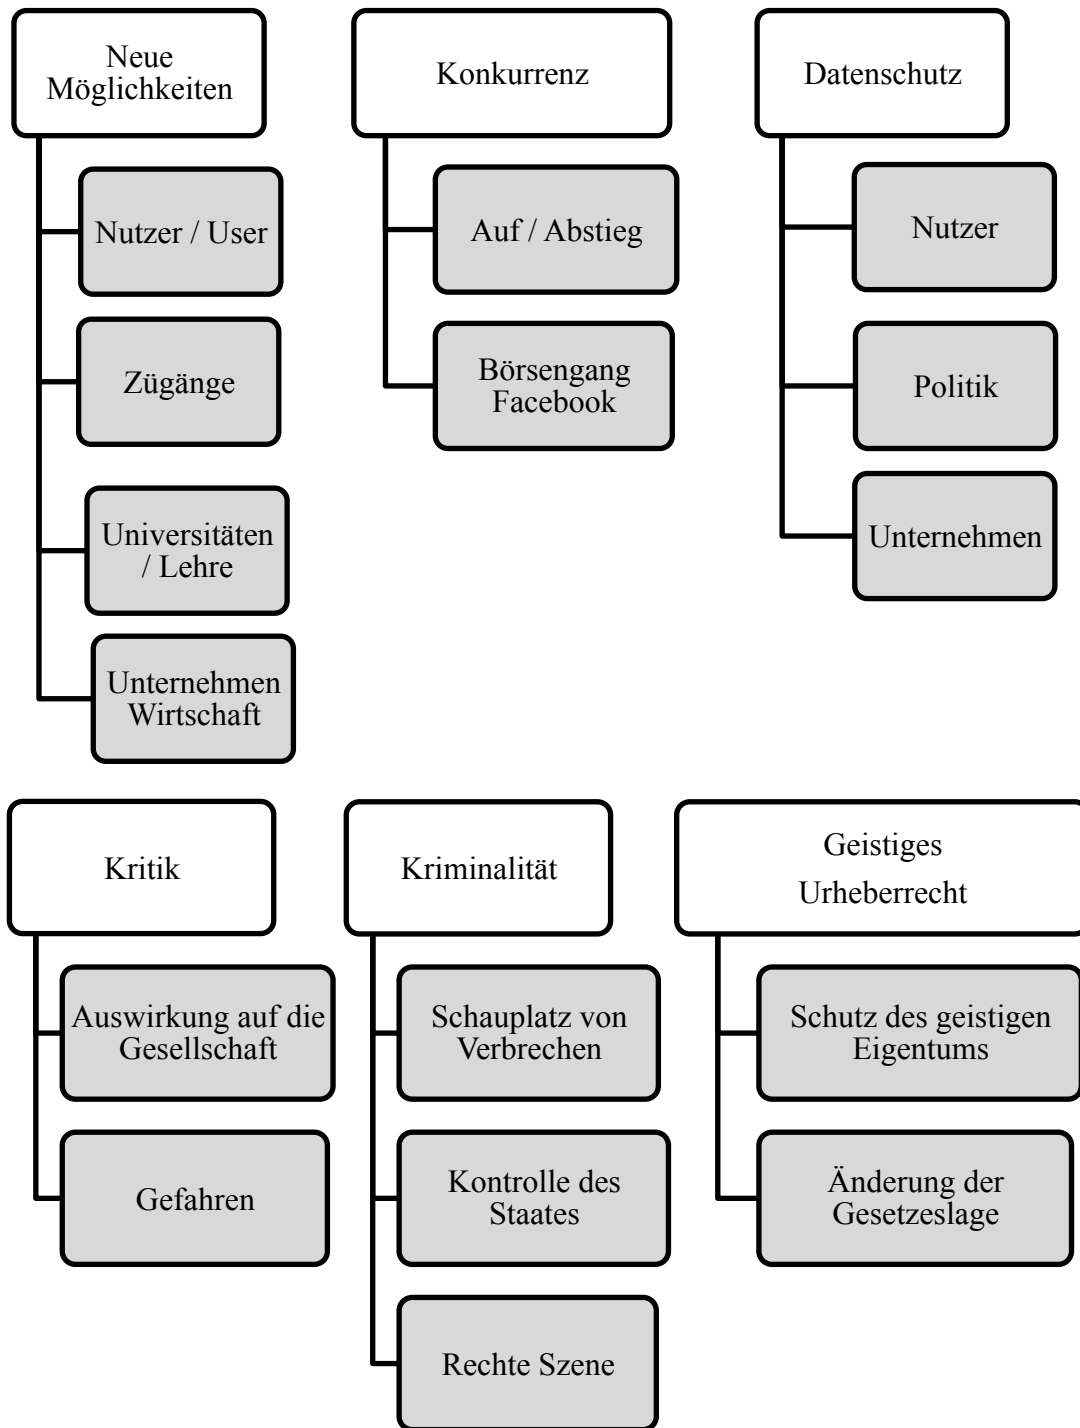 Neue
Möglichkeiten
Nutzer / User
Zügänge
Universitäten
/ Lehre
Unternehmen
Wirtschaft
Konkurrenz
Auf / Abstieg
Börsengang
Facebook
Datenschutz
Nutzer
Politik
Unternehmen
Kritik
Auswirkung auf die
Gesellschaft
Gefahren
Kriminalität
Schauplatz von
Verbrechen
Kontrolle des
Staates
Rechte Szene
Geistiges
Urheberrecht
Schutz des geistigen
Eigentums
Änderung der
Gesetzeslage